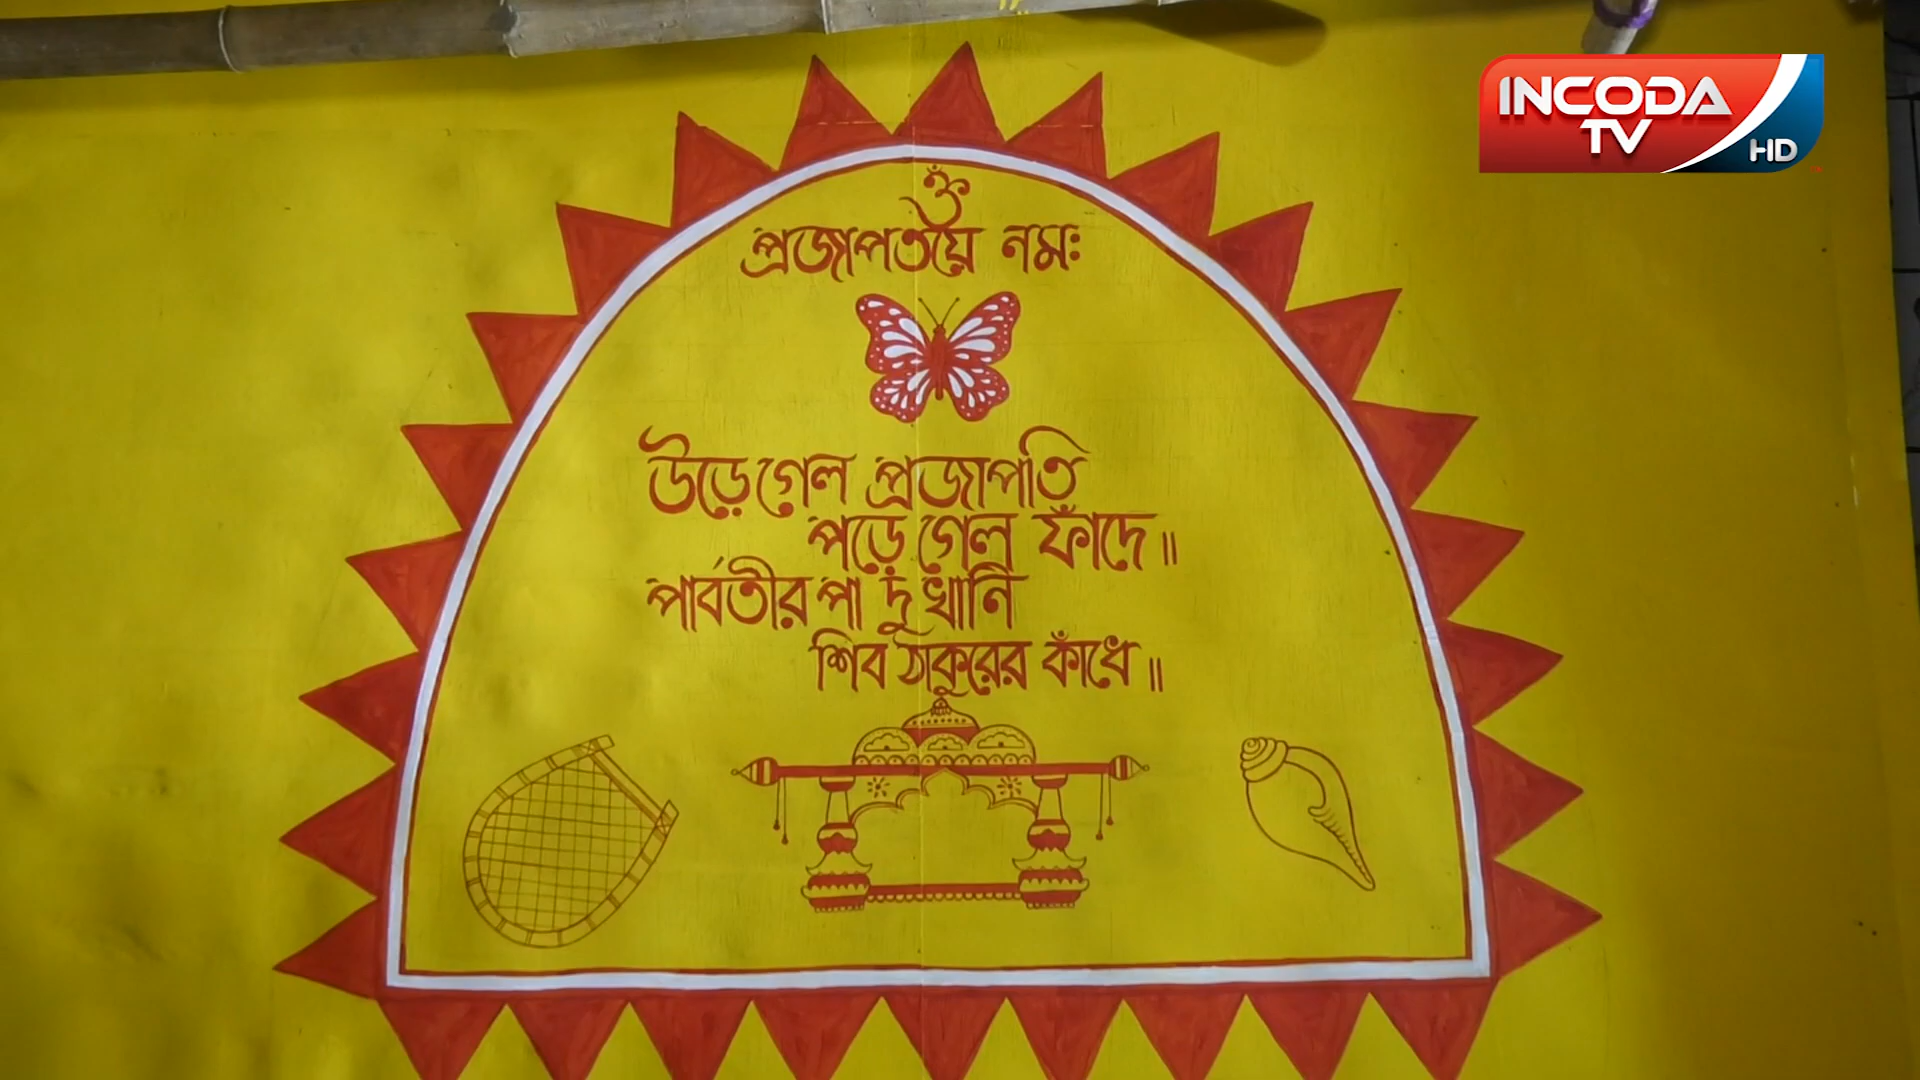 INCODA
TV
HD
ওঁ
প্রজাপতয়ৈ নমঃ
উড়ে গেল প্রজাপতি
পড়ে গেল ফাঁদে॥
পার্বতীর পা দু খানি
শিব ঠাকুরের কাঁধে॥